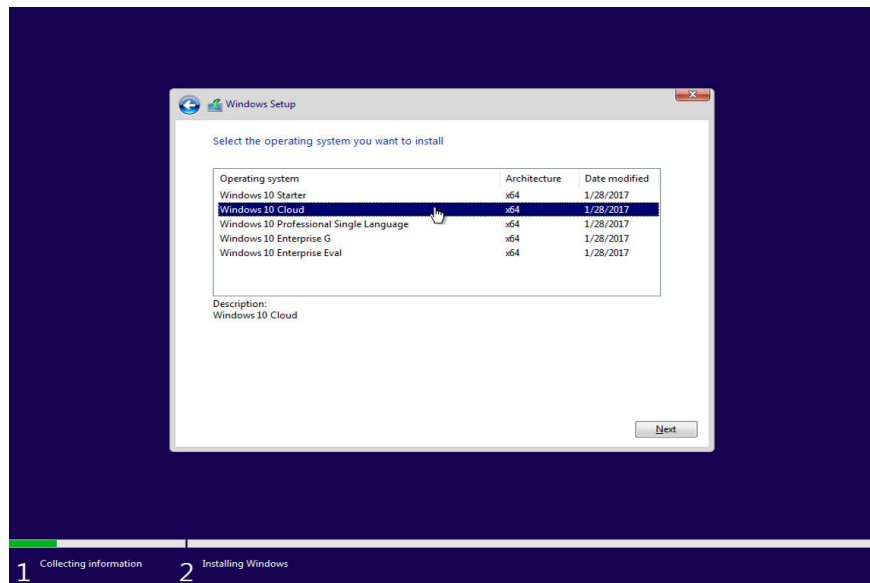 Windows Setup
Select the operating system you want to install
Operating system Architecture Date modified
Windows 10 Starter x64 1/28/2017
Windows 10 Cloud x64 1/28/2017
Windows 10 Professional Single Language x64 1/28/2017
Windows 10 Enterprise G x64 1/28/2017
Windows 10 Enterprise Eval x64 1/28/2017
Description:
Windows 10 Cloud
Next
1 Collecting information 2 Installing Windows